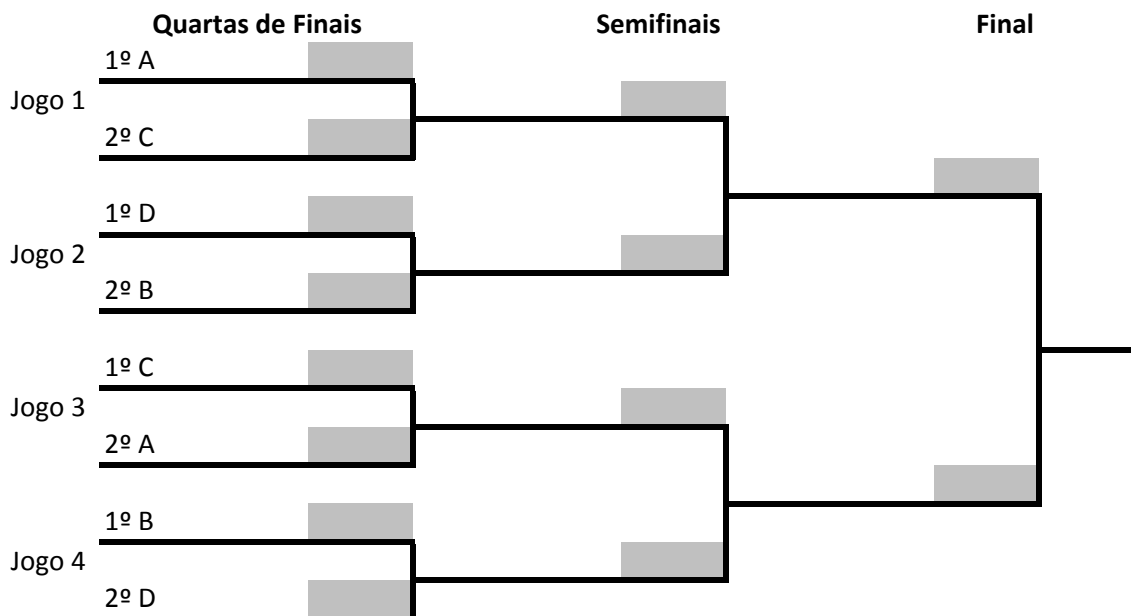 Quartas de Finais Semifinais Final
1º A
Jogo 1
2º C
1º D
Jogo 2
2º B
1º C
Jogo 3
2º A
1º B
Jogo 4
2º D